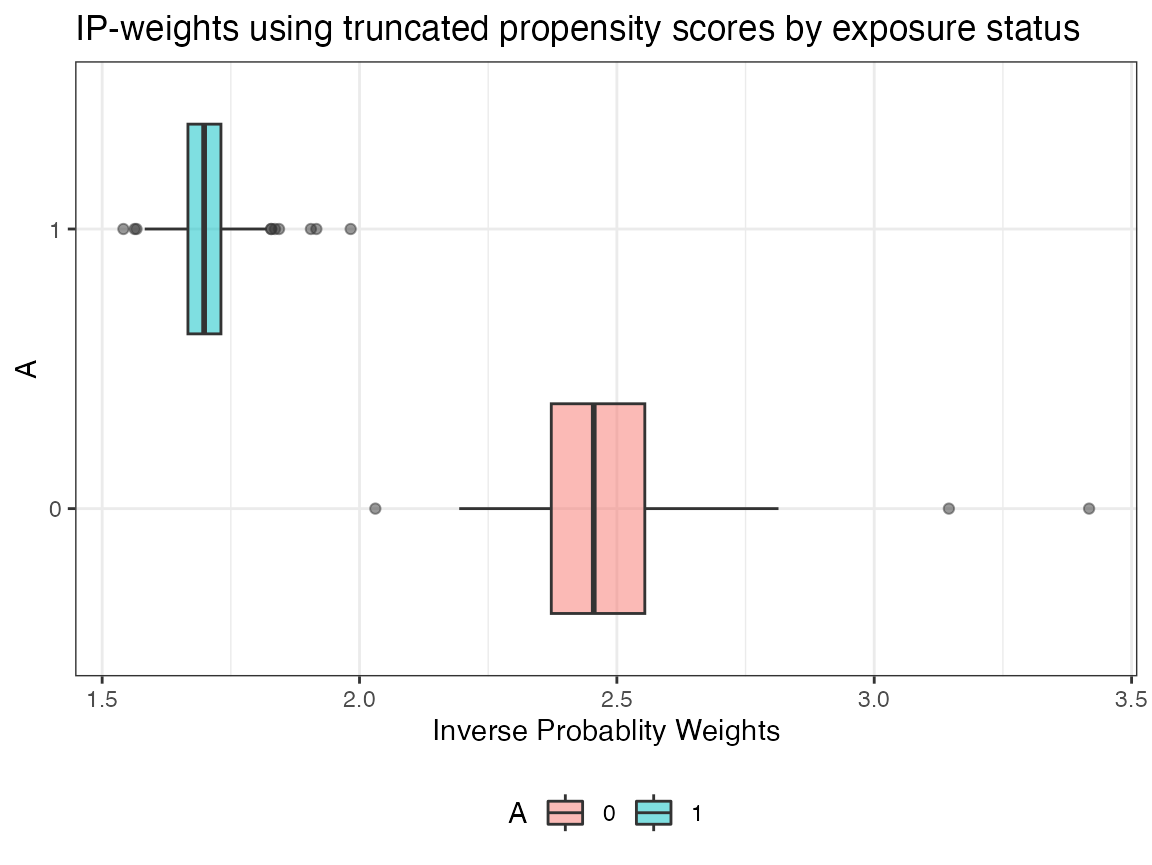 IP-weights using truncated propensity scores by exposure status
1
A
0
1.5 2.0 2.5 3.0 3.5
Inverse Probablity Weights
A 0 1